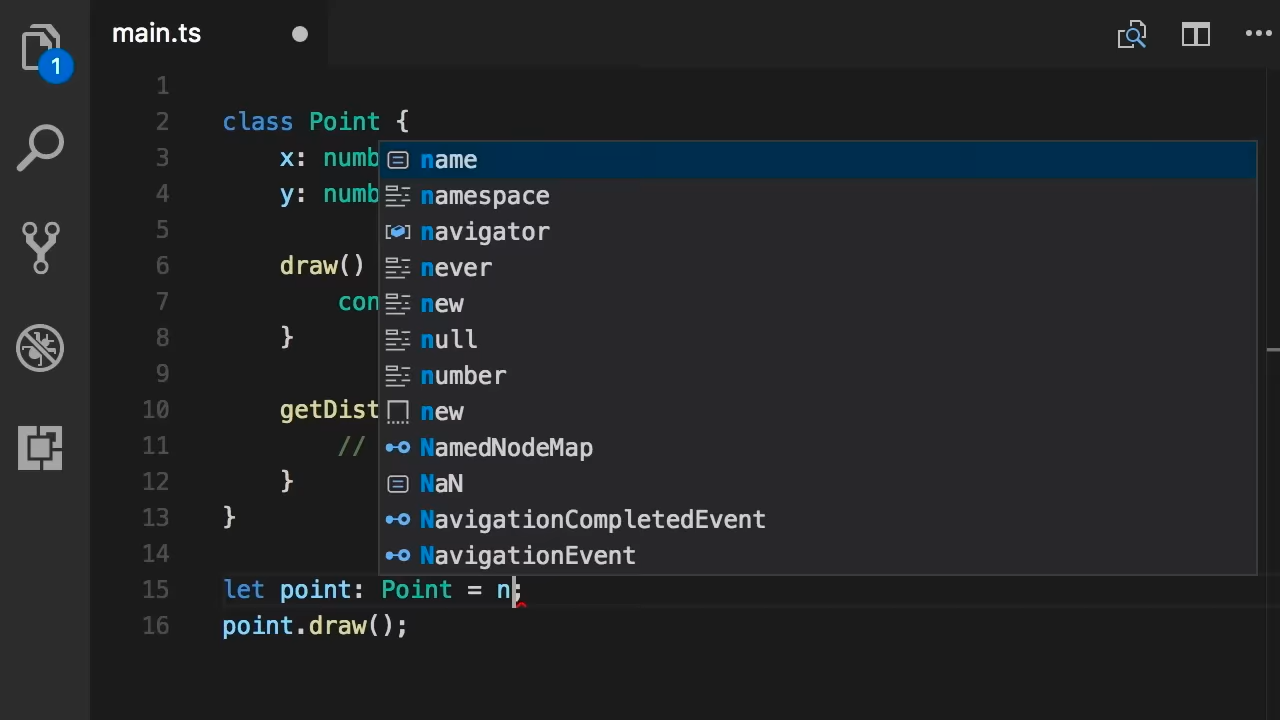 main.ts
1
1
2 class Point {
3 x: numb
4 y: numb
5
6 draw()
7 con
8 }
9
10 getDist
11 //
12 }
13 }
14
15 let point: Point = n;
16 point.draw();
name
namespace
navigator
never
new
null
number
new
NamedNodeMap
NaN
NavigationCompletedEvent
NavigationEvent